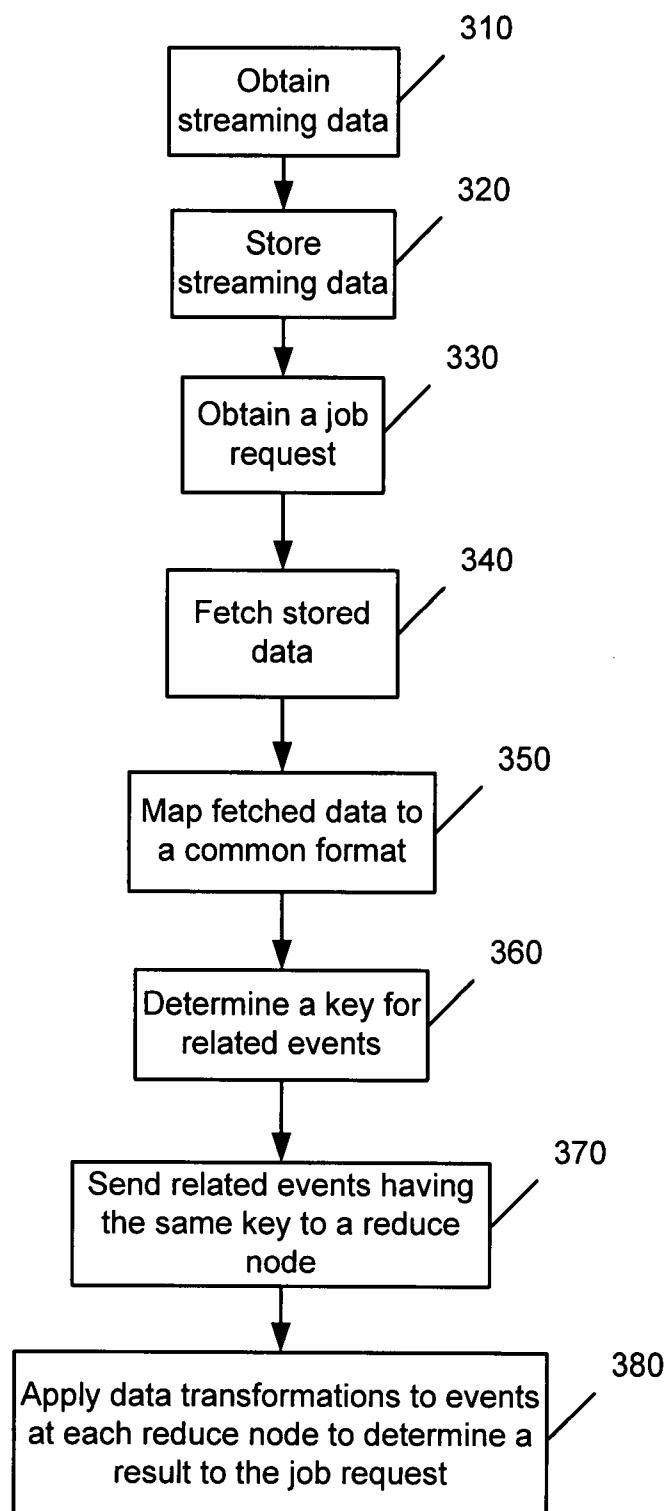 310
Obtain
streaming data
320
Store
streaming data
330
Obtain a job
request
340
Fetch stored
data
350
Map fetched data to
a common format
360
Determine a key for
related events
370
Send related events having
the same key to a reduce
node
380
Apply data transformations to events
at each reduce node to determine a
result to the job request